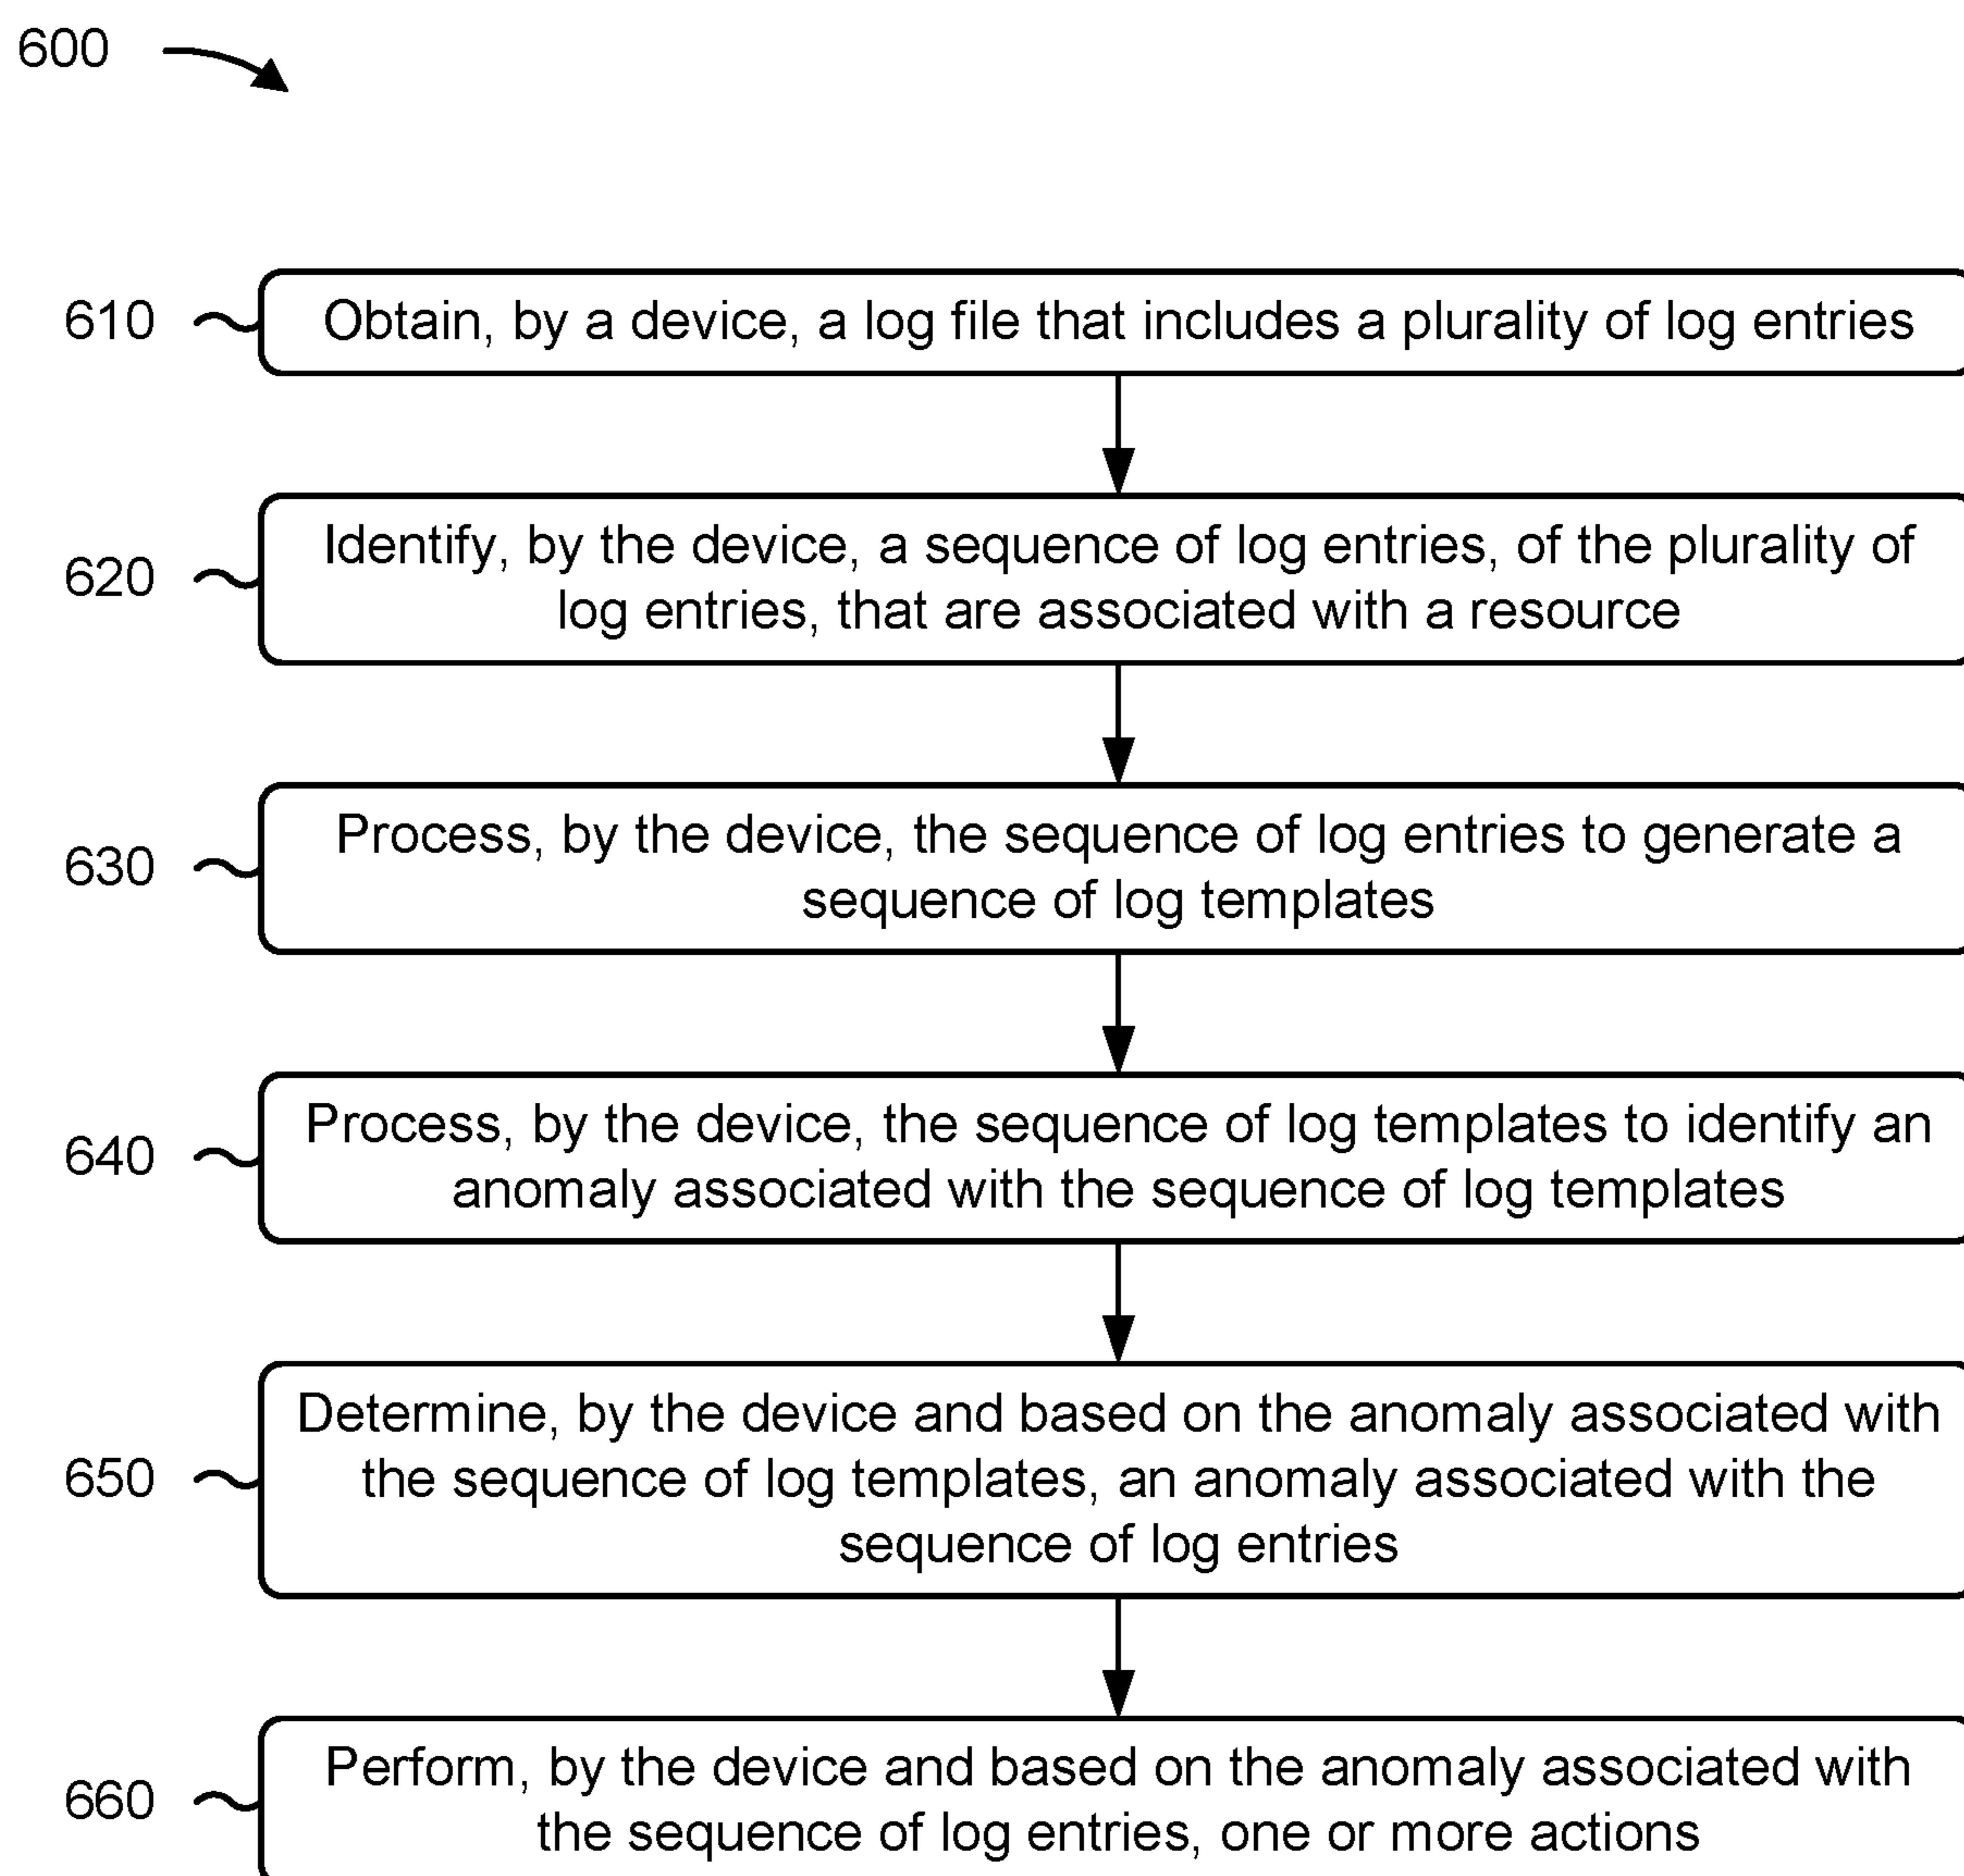 600
610
Obtain, by a device, a log file that includes a plurality of log entries
620
Identify, by the device, a sequence of log entries, of the plurality of
log entries, that are associated with a resource
630
Process, by the device, the sequence of log entries to generate a
sequence of log templates
640
Process, by the device, the sequence of log templates to identify an
anomaly associated with the sequence of log templates
650
Determine, by the device and based on the anomaly associated with
the sequence of log templates, an anomaly associated with the
sequence of log entries
660
Perform, by the device and based on the anomaly associated with
the sequence of log entries, one or more actions